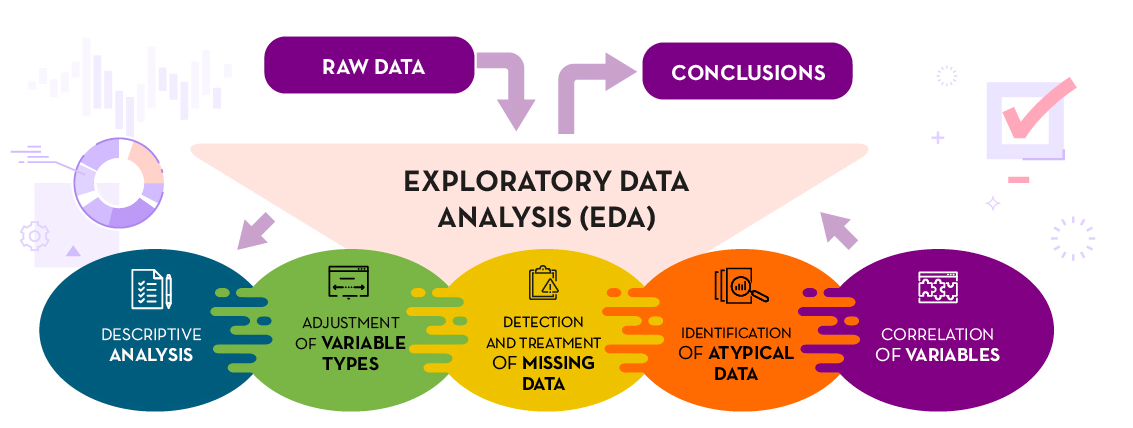 RAW DATA
CONCLUSIONS
EXPLORATORY DATA
ANALYSIS (EDA)
DESCRIPTIVE
ANALYSIS
ADJUSTMENT
OF VARIABLE
TYPES
DETECTION
AND TREATMENT
OF MISSING
DATA
IDENTIFICATION
OF ATYPICAL
DATA
CORRELATION
OF VARIABLES